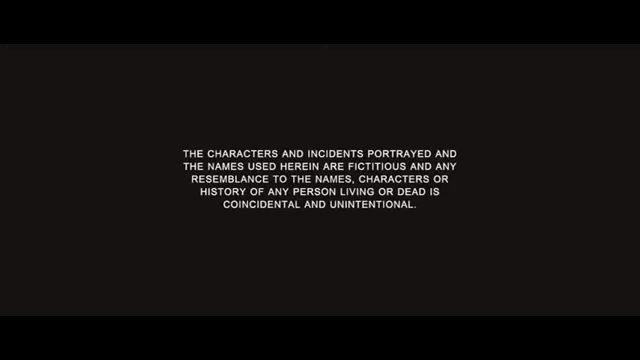 THE CHARACTERS AND INCIDENTS PORTRAYED AND
THE NAMES USED HEREIN ARE FICTITIOUS AND ANY
RESEMBLANCE TO THE NAMES, CHARACTERS OR
HISTORY OF ANY PERSON LIVING OR DEAD IS
COINCIDENTAL AND UNINTENTIONAL.